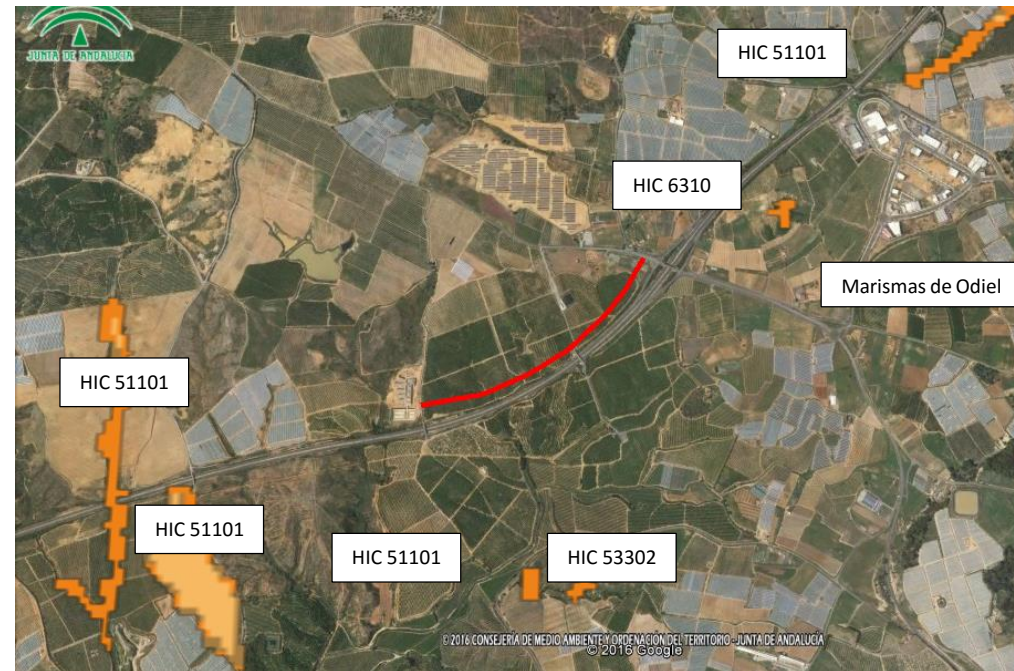 JUNTA DE ANDALUCIA
HIC 51101
HIC 6310
Marismas de Odiel
HIC 51101
HIC 51101
HIC 51101
HIC 53302
© 2016 CONSEJERÍA DE MEDIO AMBIENTE Y ORDENACIÓN DEL TERRITORIO - JUNTA DE ANDALUCÍA
© 2016 Google